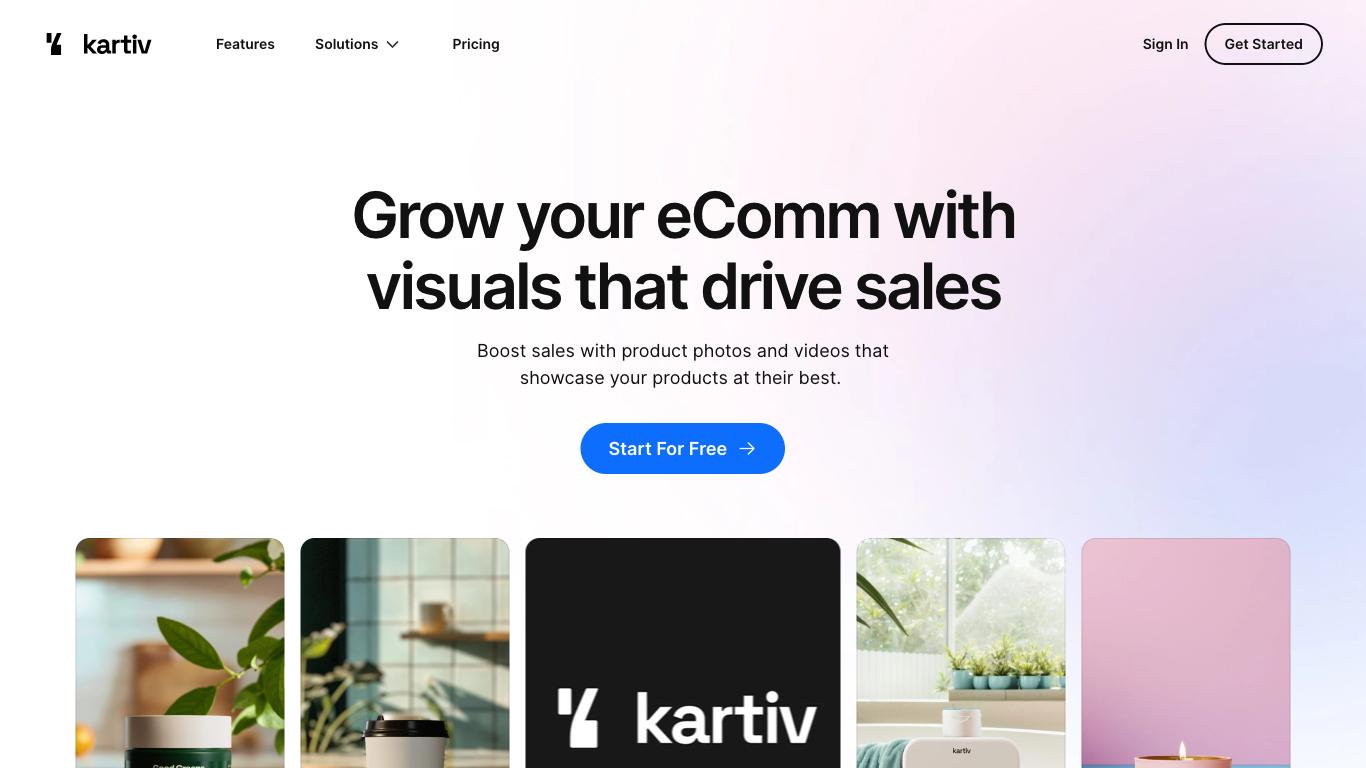 kartiv
Features
Solutions
Pricing
Sign In
Get Started
Grow your eComm with
visuals that drive sales
Boost sales with product photos and videos that
showcase your products at their best.
Start For Free
kartiv
kartiv